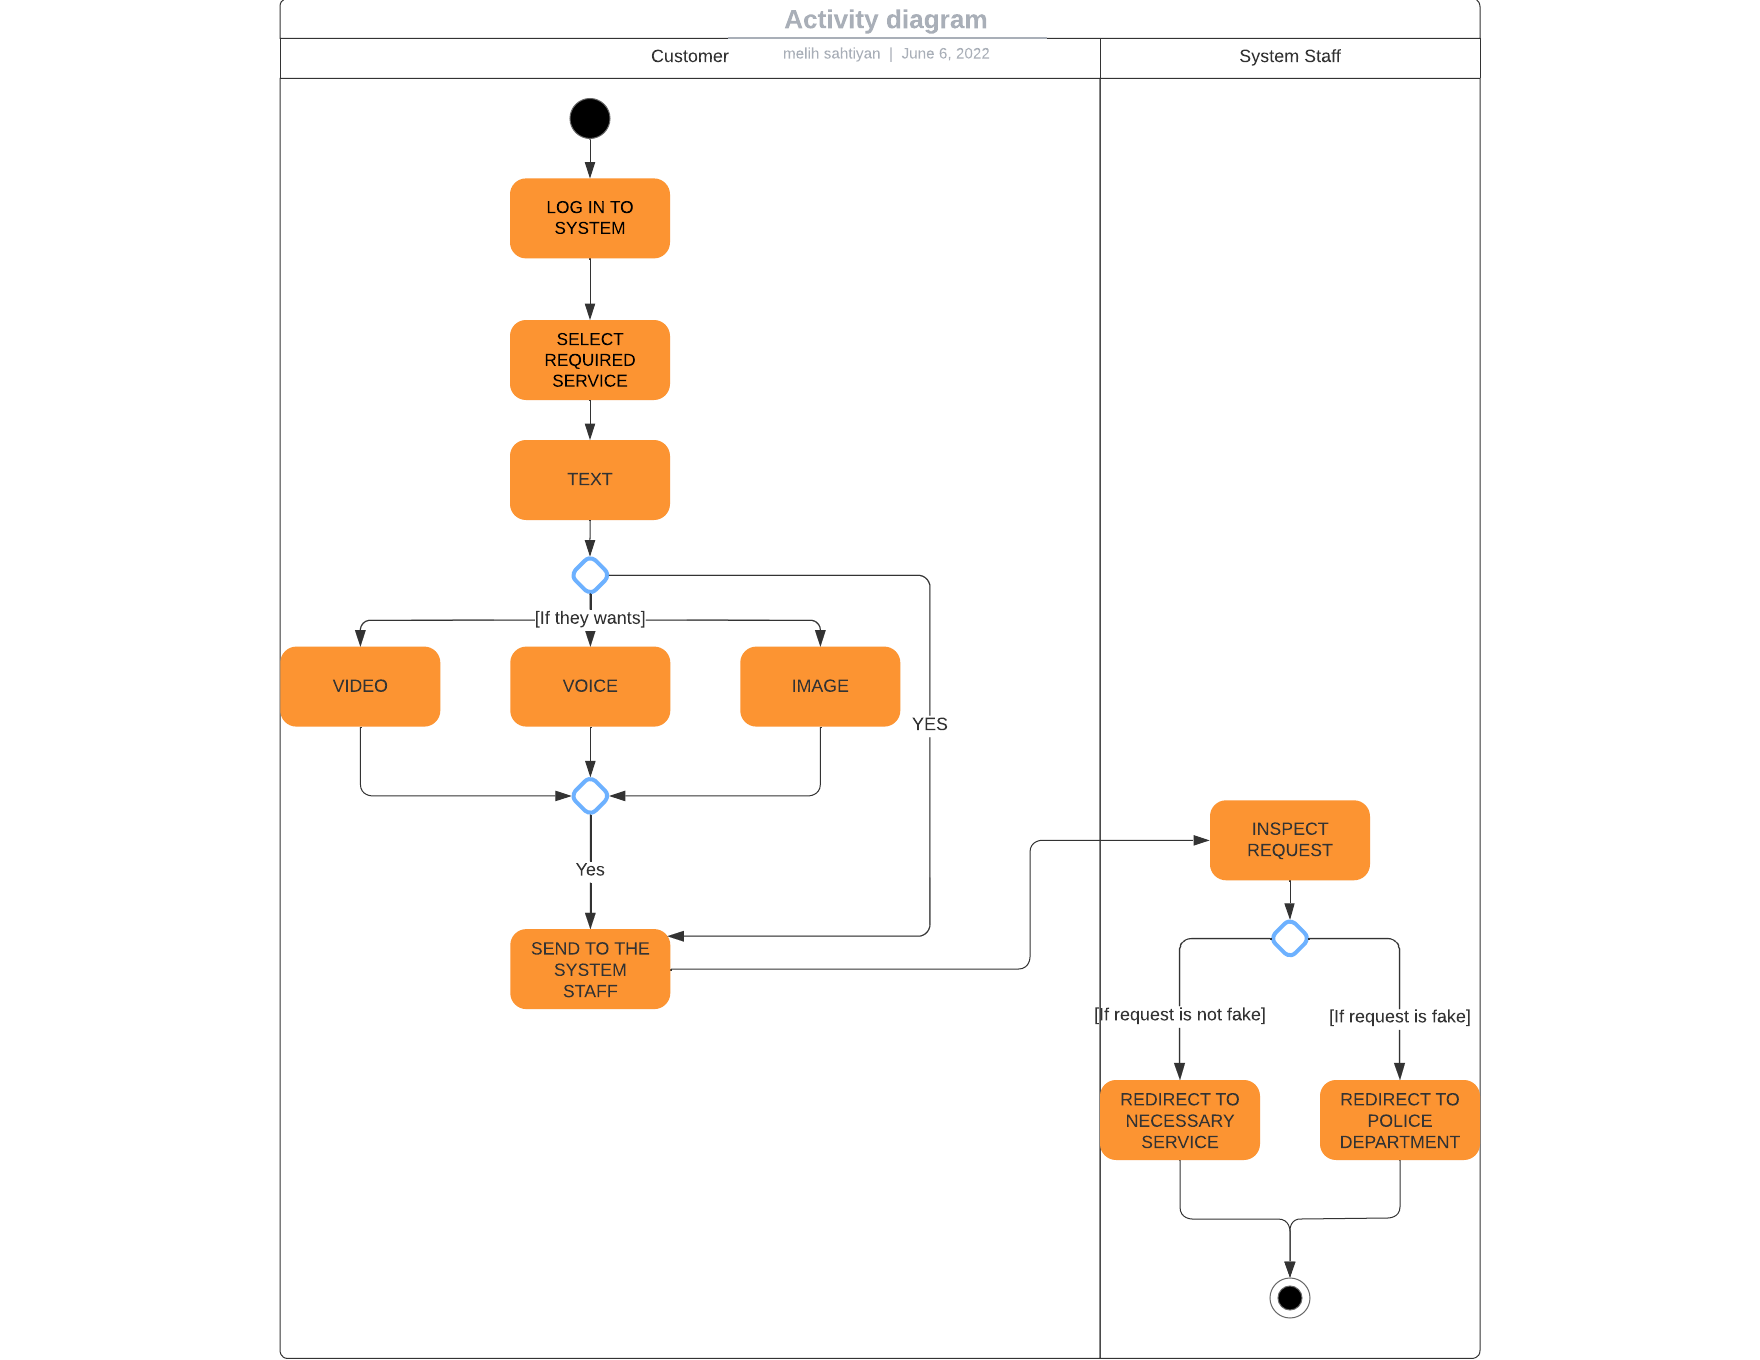 Activity diagram
Customer
melih sahtiyan | June 6, 2022
System Staff
LOG IN TO
SYSTEM
SELECT
REQUIRED
SERVICE
TEXT
[If they wants]
VIDEO
VOICE
IMAGE
YES
Yes
SEND TO THE
SYSTEM
STAFF
INSPECT
REQUEST
[If request is not fake]
[If request is fake]
REDIRECT TO
NECESSARY
SERVICE
REDIRECT TO
POLICE
DEPARTMENT